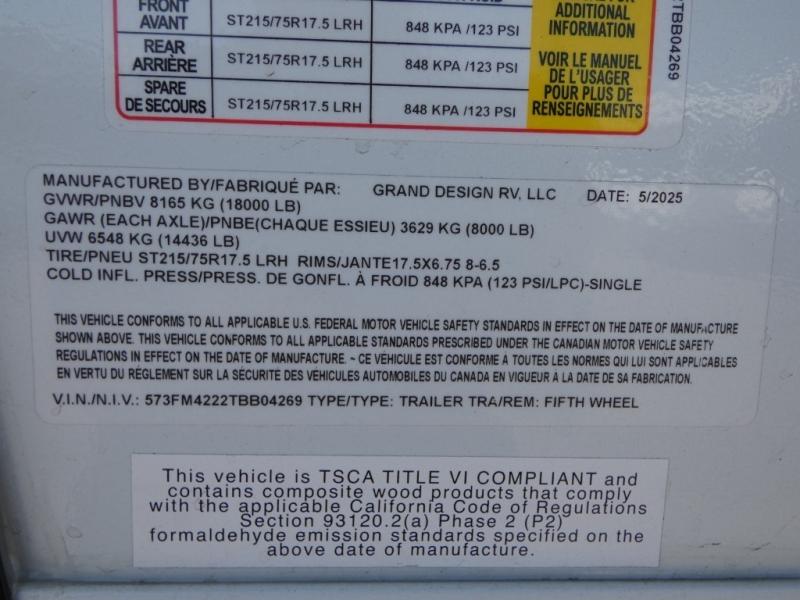 FRONT
AVANT
ST215/75R17.5 LRH
848 KPA /123 PSI
REAR
ARRIÈRE
ST215/75R17.5 LRH
848 KPA /123 PSI
SPARE
DE SECOURS
ST215/75R17.5 LRH
848 KPA /123 PSI
ADDITIONAL
INFORMATION
VOIR LE MANUEL
DE L'USAGER
POUR PLUS DE
RENSEIGNEMENTS
TBB04269
MANUFACTURED BY/FABRIQUÉ PAR: GRAND DESIGN RV, LLC DATE: 5/2025
GVWR/PNBV 8165 KG (18000 LB)
GAWR (EACH AXLE)/PNBE(CHAQUE ESSIEU) 3629 KG (8000 LB)
UVW 6548 KG (14436 LB)
TIRE/PNEU ST215/75R17.5 LRH RIMS/JANTE17.5X6.75 8-6.5
COLD INFL. PRESS/PRESS. DE GONFL. À FROID 848 KPA (123 PSI/LPC)-SINGLE
THIS VEHICLE CONFORMS TO ALL APPLICABLE U.S. FEDERAL MOTOR VEHICLE SAFETY STANDARDS IN EFFECT ON THE DATE OF MANUFACTURE
SHOWN ABOVE. THIS VEHICLE CONFORMS TO ALL APPLICABLE STANDARDS PRESCRIBED UNDER THE CANADIAN MOTOR VEHICLE SAFETY
REGULATIONS IN EFFECT ON THE DATE OF MANUFACTURE. ~ CE VÉHICULE EST CONFORME À TOUTES LES NORMES QUI LUI SONT APPLICABLES
EN VERTU DU RÉGLEMENT SUR LA SÉCURITÉ DES VÉHICULES AUTOMOBILES DU CANADA EN VIGUEUR À LA DATE DE SA FABRICATION.
V.I.N./N.I.V.: 573FM4222TBB04269 TYPE/TYPE: TRAILER TRA/REM: FIFTH WHEEL
This vehicle is TSCA TITLE VI COMPLIANT and
contains composite wood products that comply
with the applicable California Code of Regulations
Section 93120.2(a) Phase 2 (P2)
formaldehyde emission standards specified on the
above date of manufacture.